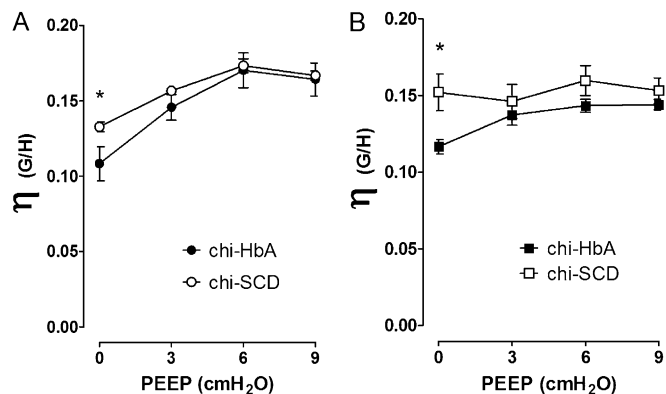 A
0.20
0.15
0.10
0.05
0.00
η (G/H)
*
chi-HbA
chi-SCD
0 3 6 9
PEEP (cmH₂O)
B
0.20
0.15
0.10
0.05
0.00
η (G/H)
*
chi-HbA
chi-SCD
0 3 6 9
PEEP (cmH₂O)